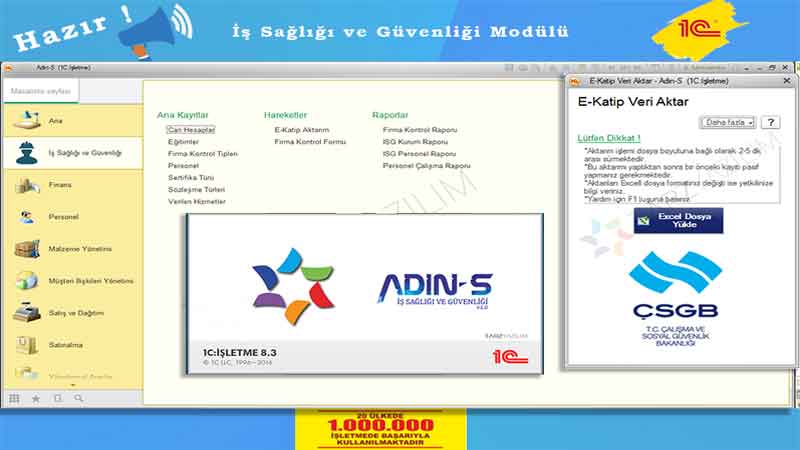 Hazır !
İş Sağlığı ve Güvenliği Modülü
1C
Adin-S (1C:İşletme)
Masaüstü sayfası
Ana
İş Sağlığı ve Güvenliği
Finans
Personel
Malzeme Yönetimi
Müşteri İlişkileri Yönetimi
Satış ve Dağıtım
Satınalma
Ana Kayıtlar
Cari Hesaplar
Eğitimler
Firma Kontrol Tipleri
Personel
Sertifika Türü
Sözleşme Türleri
Verilen Hizmetler
Hareketler
E-Katip Aktarım
Firma Kontrol Formu
Raporlar
Firma Kontrol Raporu
ISG Kurum Raporu
ISG Personel Raporu
Personel Çalışma Raporu
ADIN-S
İŞ SAĞLIĞI VE GÜVENLİĞİ
TARZYAZILIM
1C:İŞLETME 8.3
© 1C LLC, 1996-2014
1C
E-Katip Veri Aktar - Adin-S (1C:İşletme)
E-Katip Veri Aktar
Daha fazla
?
Lütfen Dikkat !
*Aktarım işlemi dosya boyutuna bağlı olarak 2-5 dk
arası sürmektedir.
*Bu aktarımı yaptıktan sonra bir önceki kaydı pasif
yapmanız gerekmektedir.
*Aktarılan Excell dosya formatınız değişti ise yetkilinize
bilgi veriniz.
*Yardım için F1 tuşuna basınız
Excel Dosya
Yükle
ÇSGB
T.C. ÇALIŞMA VE
SOSYAL GÜVENLİK
BAKANLIĞI
20 ÜLKEDE
1.000.000
İŞLETMEDE BAŞARIYLA
KULLANILMAKTADIR